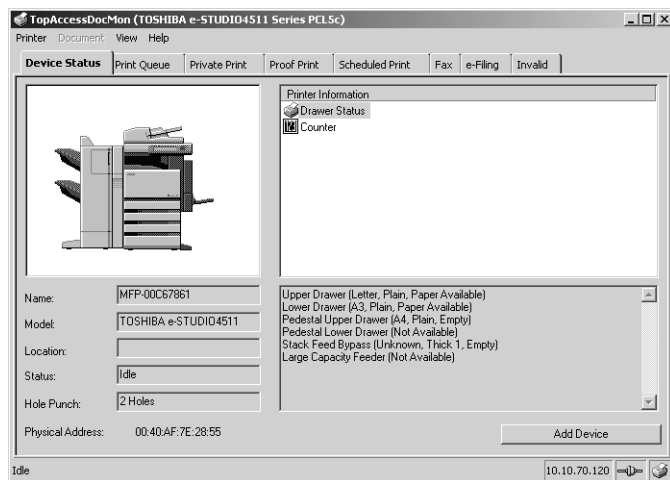 TopAccessDocMon (TOSHIBA e-STUDIO4511 Series PCL5c)
Printer Document View Help
Device Status Print Queue Private Print Proof Print Scheduled Print Fax e-Filing Invalid
Printer Information
Drawer Status
Counter
Name: MFP-00C67861
Model: TOSHIBA e-STUDIO4511
Location:
Status: Idle
Hole Punch: 2 Holes
Physical Address: 00:40:AF:7E:28:55
Upper Drawer (Letter, Plain, Paper Available)
Lower Drawer (A3, Plain, Paper Available)
Pedestal Upper Drawer (A4, Plain, Empty)
Pedestal Lower Drawer (Not Available)
Stack Feed Bypass (Unknown, Thick 1, Empty)
Large Capacity Feeder (Not Available)
Add Device
Idle 10.10.70.120